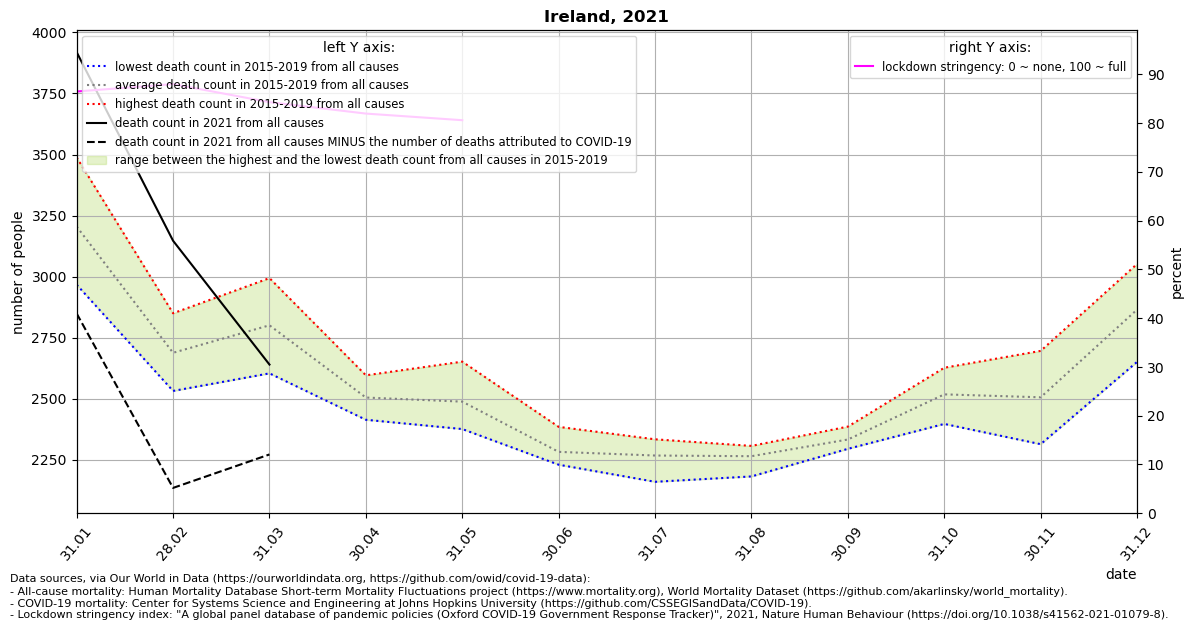 Ireland, 2021
left Y axis:
lowest death count in 2015-2019 from all causes
average death count in 2015-2019 from all causes
highest death count in 2015-2019 from all causes
death count in 2021 from all causes
death count in 2021 from all causes MINUS the number of deaths attributed to COVID-19
range between the highest and the lowest death count from all causes in 2015-2019
right Y axis:
lockdown stringency: 0 ~ none, 100 ~ full
number of people
4000
3750
3500
3250
3000
2750
2500
2250
percent
90
80
70
60
50
40
30
20
10
0
31.01
28.02
31.03
30.04
31.05
30.06
31.07
31.08
30.09
31.10
30.11
31.12
date
Data sources, via Our World in Data (https://ourworldindata.org, https://github.com/owid/covid-19-data):
- All-cause mortality: Human Mortality Database Short-term Mortality Fluctuations project (https://www.mortality.org), World Mortality Dataset (https://github.com/akarlinsky/world_mortality).
- COVID-19 mortality: Center for Systems Science and Engineering at Johns Hopkins University (https://github.com/CSSEGISandData/COVID-19).
- Lockdown stringency index: "A global panel database of pandemic policies (Oxford COVID-19 Government Response Tracker)", 2021, Nature Human Behaviour (https://doi.org/10.1038/s41562-021-01079-8).